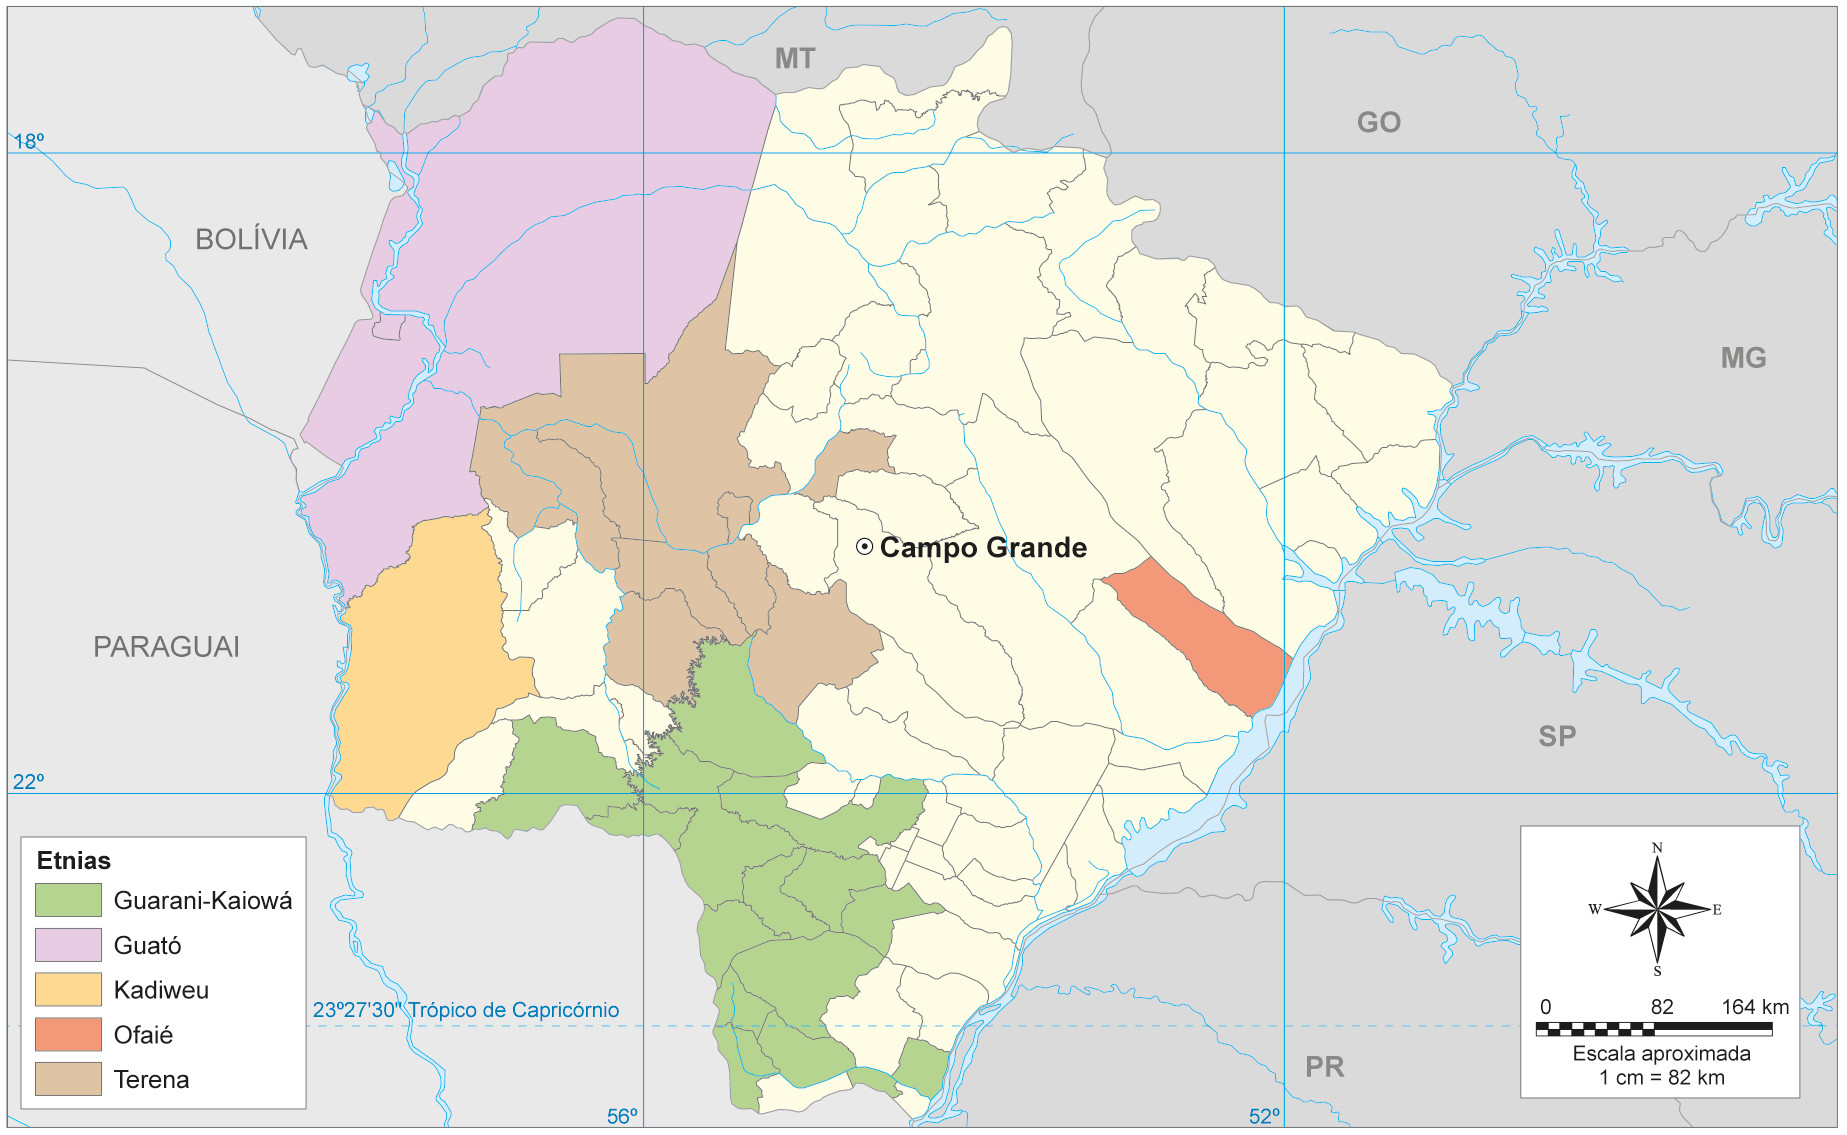 MT
GO
18º
BOLÍVIA
MG
Campo Grande
PARAGUAI
SP
22º
Etnias
Guarani-Kaiowá
Guató
Kadiweu
Ofaié
Terena
23º27'30" Trópico de Capricórnio
N
W
E
S
0 82 164 km
Escala aproximada
1 cm = 82 km
PR
56º
52º